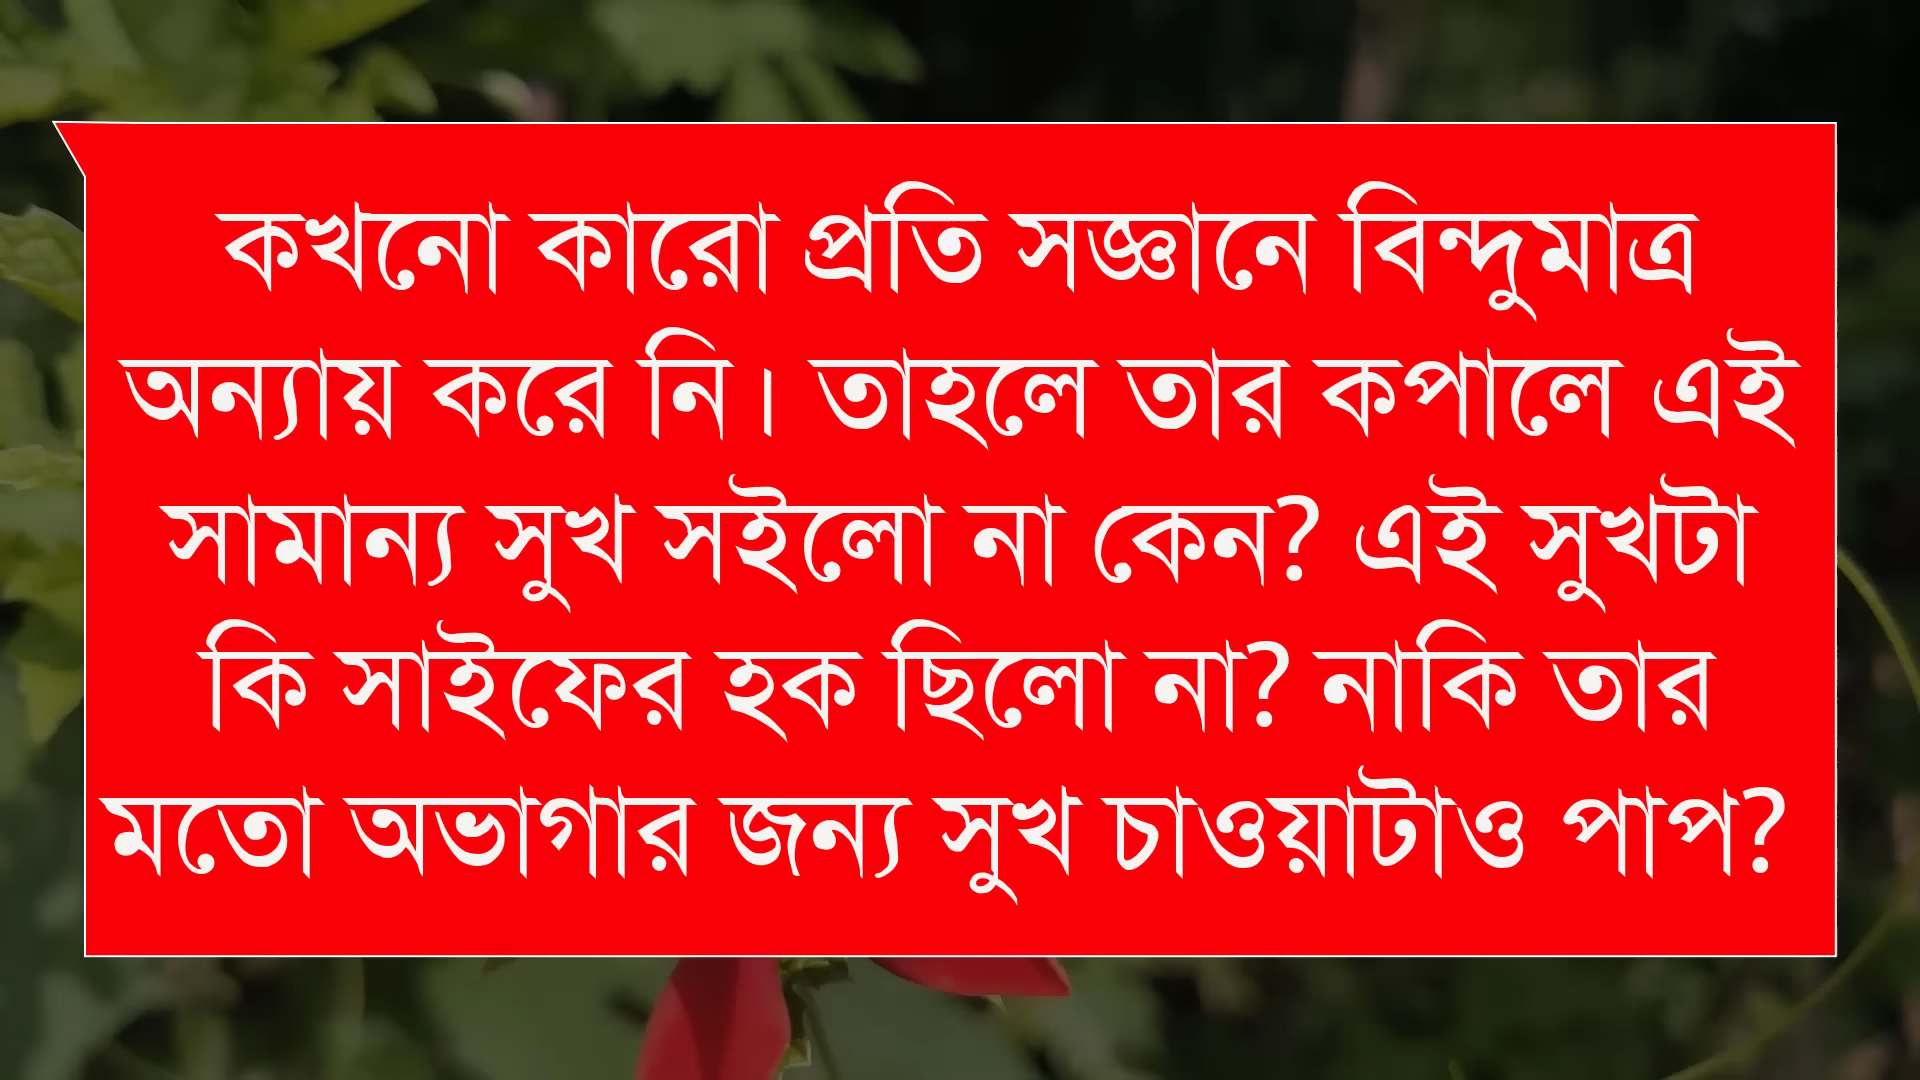 কখনো কারো প্রতি সজ্ঞানে বিন্দুমাত্র
অন্যায় করে নি। তাহলে তার কপালে এই
সামান্য সুখ সইলো না কেন? এই সুখটা
কি সাইফের হক ছিলো না? নাকি তার
মতো অভাগার জন্য সুখ চাওয়াটাও পাপ?